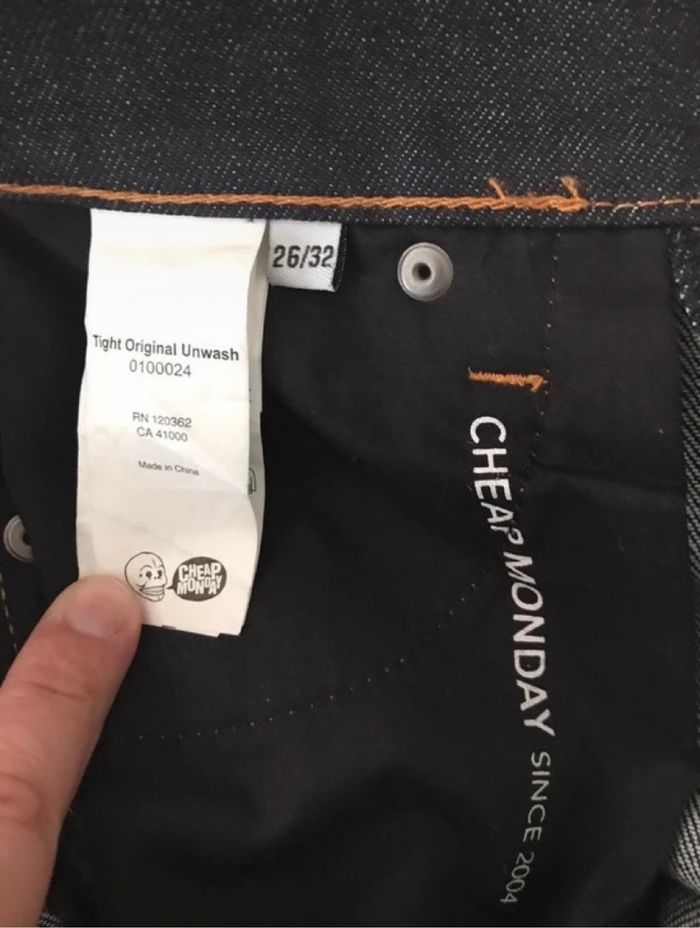 26/32
Tight Original Unwash
0100024
RN 120362
CA 41000
Made in China
CHEAP
MONDAY
CHEAP MONDAY SINCE 2004